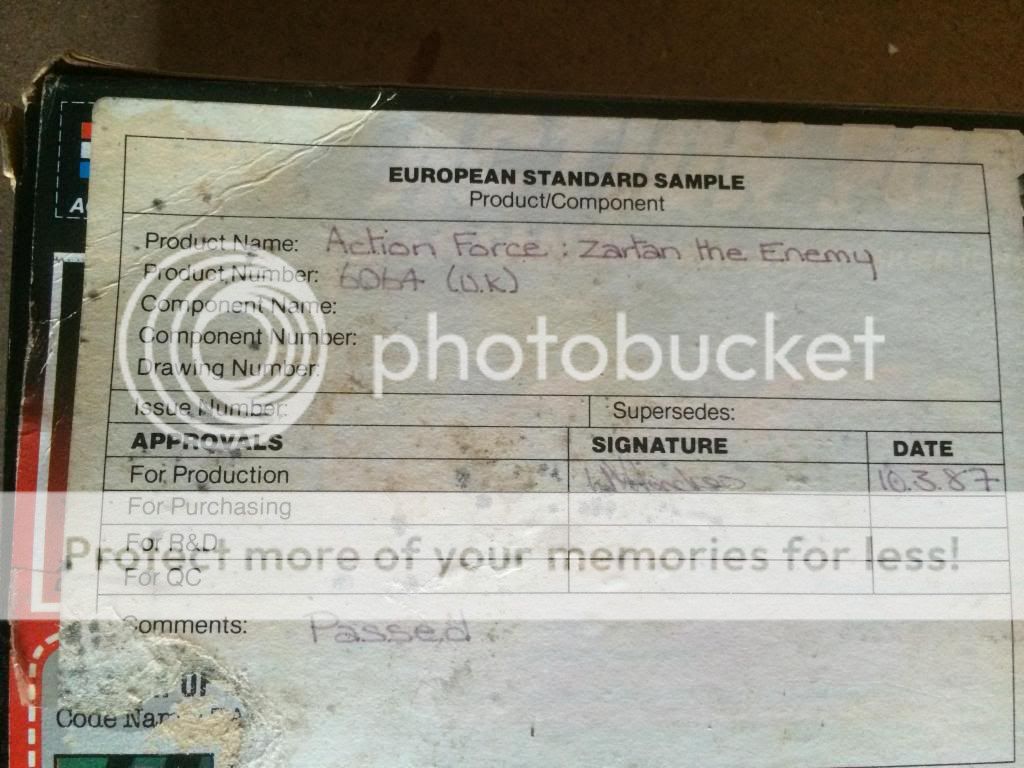 EUROPEAN STANDARD SAMPLE
Product/Component
Product Name: Action Force : Zartan the Enemy
Product Number: 6064 (U.K)
Component Name:
Component Number:
photobucket
Drawing Number:
Issue Number: Supersedes:
APPROVALS SIGNATURE DATE
For Production 10.3.87
For Purchasing
For R&D
Protect more of your memories for less!
For QC
Comments: Passed
Code Name